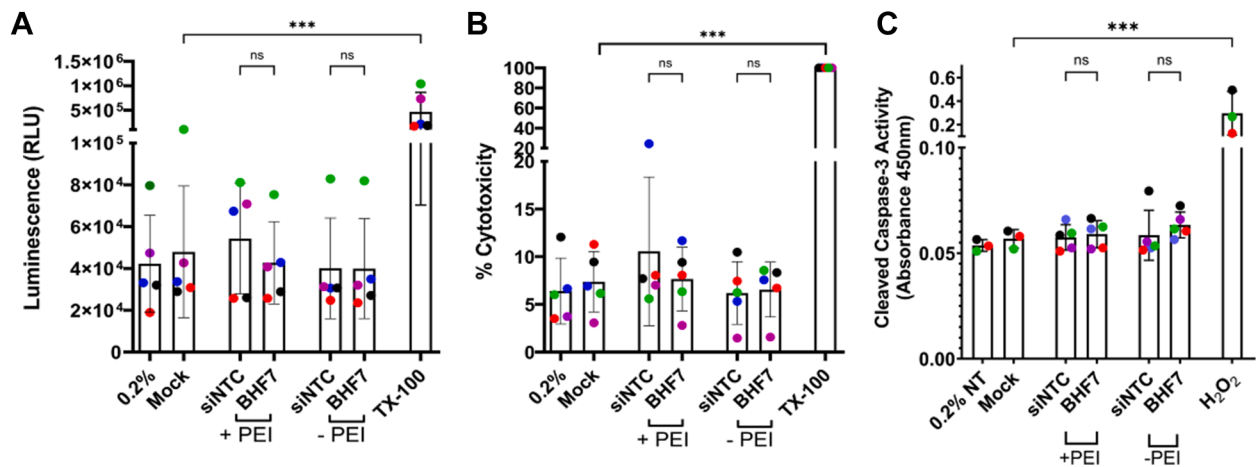 A
***
ns
ns
Luminescence (RLU)
1.5×10⁶
1×10⁶
5×10⁵
1×10⁵
8×10⁴
6×10⁴
4×10⁴
2×10⁴
0
0.2%
Mock
siNTC
BHF7
siNTC
BHF7
TX-100
+ PEI
- PEI
B
***
ns
ns
% Cytotoxicity
100
80
60
40
20
20
15
10
5
0
0.2%
Mock
siNTC
BHF7
siNTC
BHF7
TX-100
+ PEI
- PEI
C
***
ns
ns
Cleaved Caspase-3 Activity
(Absorbance 450nm)
0.6
0.4
0.2
0.10
0.05
0.00
0.2% NT
Mock
siNTC
BHF7
siNTC
BHF7
H₂O₂
+PEI
-PEI